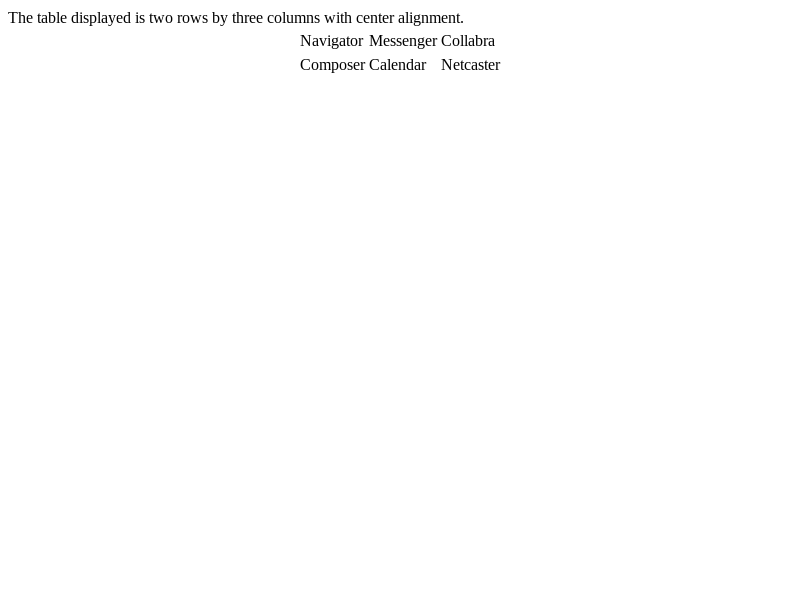 The table displayed is two rows by three columns with center alignment.
Navigator Messenger Collabra
Composer Calendar Netcaster